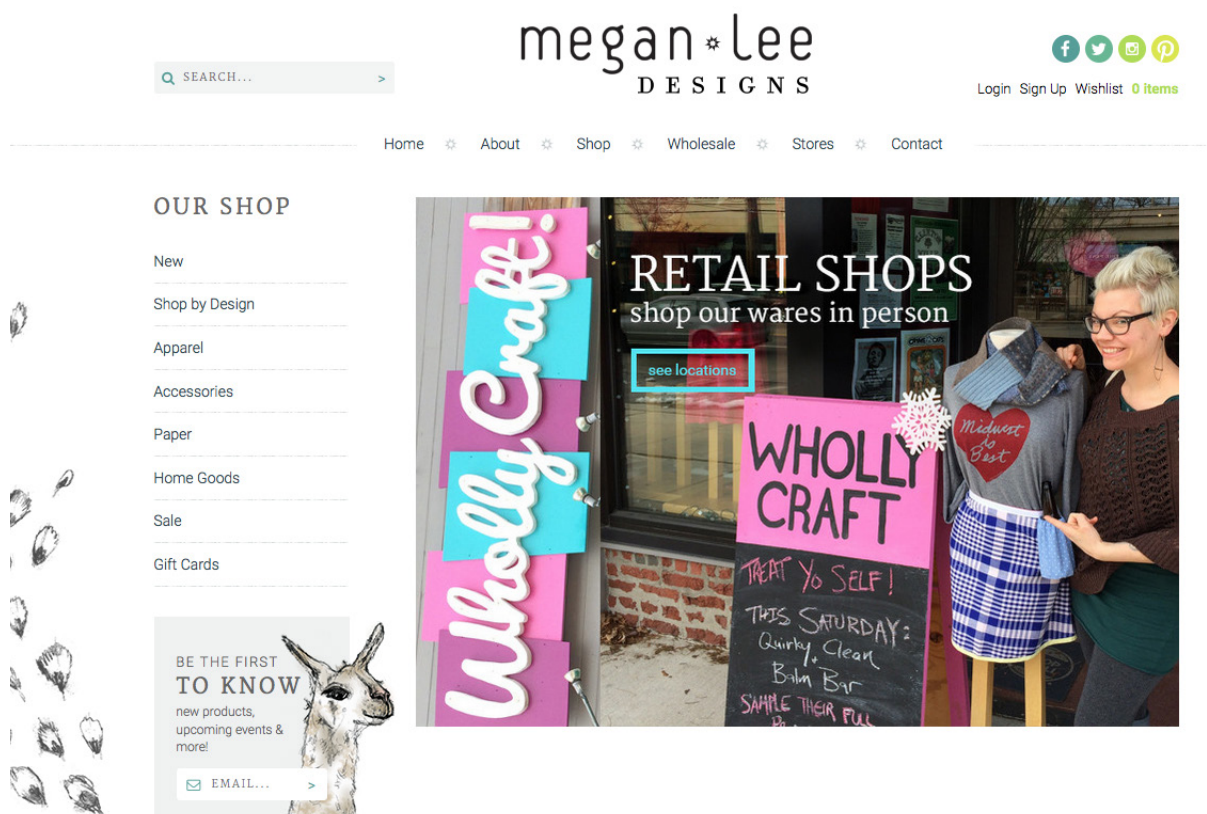 megan lee
DESIGNS
SEARCH... >
Login Sign Up Wishlist 0 items
Home About Shop Wholesale Stores Contact
OUR SHOP
New
Shop by Design
Apparel
Accessories
Paper
Home Goods
Sale
Gift Cards
BE THE FIRST
TO KNOW
new products,
upcoming events &
more!
EMAIL... >
Wholly Craft!
RETAIL SHOPS
shop our wares in person
see locations
WHOLLY
CRAFT
TREAT YO SELF!
THIS SATURDAY:
Quirky Clean
+
Balm Bar
SAMPLE THEIR FULL
Midwest
is
Best